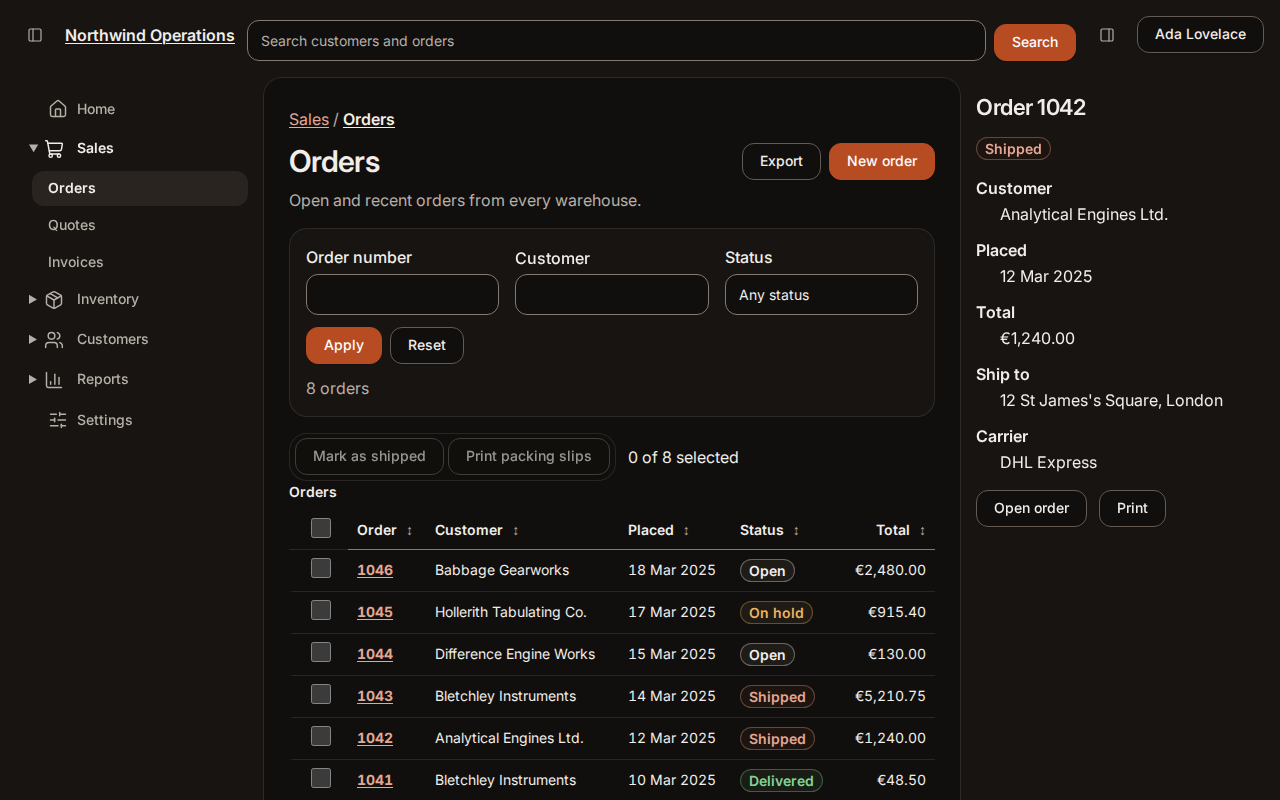 Northwind Operations
Search customers and orders
Search
Ada Lovelace
Home
Sales
Orders
Quotes
Invoices
Inventory
Customers
Reports
Settings
Sales / Orders
Orders
Export
New order
Open and recent orders from every warehouse.
Order number
Customer
Status
Any status
Apply
Reset
8 orders
Mark as shipped
Print packing slips
0 of 8 selected
Orders
Order ↕ Customer ↕ Placed ↕ Status ↕ Total ↕
1046 Babbage Gearworks 18 Mar 2025 Open €2,480.00
1045 Hollerith Tabulating Co. 17 Mar 2025 On hold €915.40
1044 Difference Engine Works 15 Mar 2025 Open €130.00
1043 Bletchley Instruments 14 Mar 2025 Shipped €5,210.75
1042 Analytical Engines Ltd. 12 Mar 2025 Shipped €1,240.00
1041 Bletchley Instruments 10 Mar 2025 Delivered €48.50
Order 1042
Shipped
Customer
Analytical Engines Ltd.
Placed
12 Mar 2025
Total
€1,240.00
Ship to
12 St James's Square, London
Carrier
DHL Express
Open order
Print